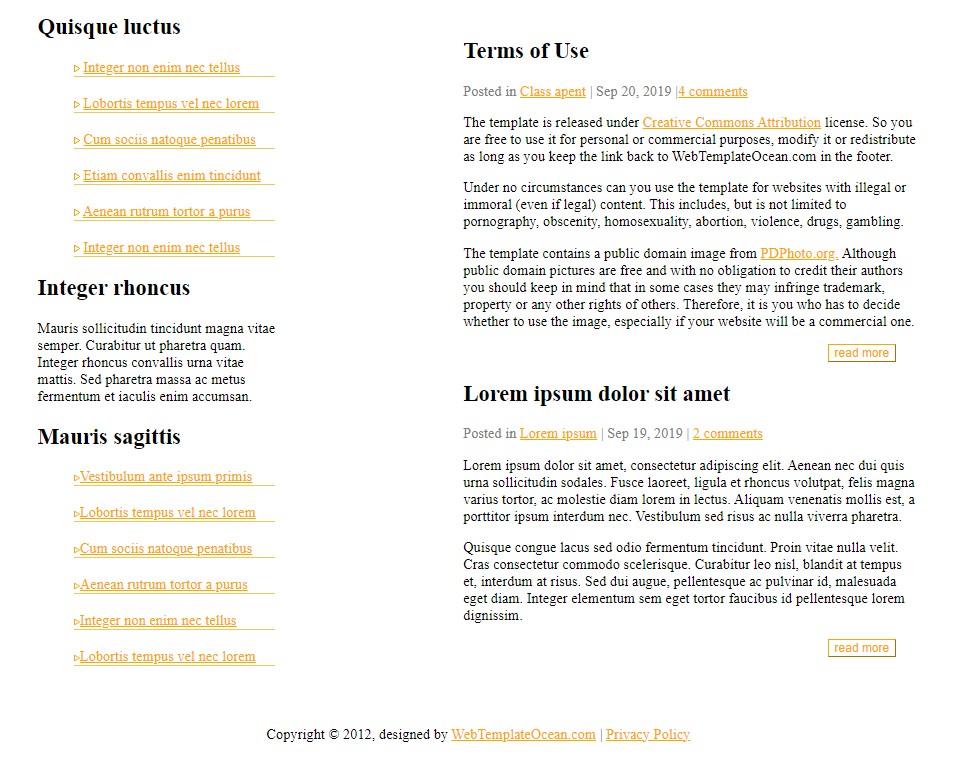 Quisque luctus
▹ Integer non enim nec tellus
▹ Lobortis tempus vel nec lorem
▹ Cum sociis natoque penatibus
▹ Etiam convallis enim tincidunt
▹ Aenean rutrum tortor a purus
▹ Integer non enim nec tellus
Integer rhoncus
Mauris sollicitudin tincidunt magna vitae
semper. Curabitur ut pharetra quam.
Integer rhoncus convallis urna vitae
mattis. Sed pharetra massa ac metus
fermentum et iaculis enim accumsan.
Mauris sagittis
▹Vestibulum ante ipsum primis
▹Lobortis tempus vel nec lorem
▹Cum sociis natoque penatibus
▹Aenean rutrum tortor a purus
▹Integer non enim nec tellus
▹Lobortis tempus vel nec lorem
Terms of Use
Posted in Class apent | Sep 20, 2019 |4 comments
The template is released under Creative Commons Attribution license. So you
are free to use it for personal or commercial purposes, modify it or redistribute
as long as you keep the link back to WebTemplateOcean.com in the footer.
Under no circumstances can you use the template for websites with illegal or
immoral (even if legal) content. This includes, but is not limited to
pornography, obscenity, homosexuality, abortion, violence, drugs, gambling.
The template contains a public domain image from PDPhoto.org. Although
public domain pictures are free and with no obligation to credit their authors
you should keep in mind that in some cases they may infringe trademark,
property or any other rights of others. Therefore, it is you who has to decide
whether to use the image, especially if your website will be a commercial one.
read more
Lorem ipsum dolor sit amet
Posted in Lorem ipsum | Sep 19, 2019 | 2 comments
Lorem ipsum dolor sit amet, consectetur adipiscing elit. Aenean nec dui quis
urna sollicitudin sodales. Fusce laoreet, ligula et rhoncus volutpat, felis magna
varius tortor, ac molestie diam lorem in lectus. Aliquam venenatis mollis est, a
porttitor ipsum interdum nec. Vestibulum sed risus ac nulla viverra pharetra.
Quisque congue lacus sed odio fermentum tincidunt. Proin vitae nulla velit.
Cras consectetur commodo scelerisque. Curabitur leo nisl, blandit at tempus
et, interdum at risus. Sed dui augue, pellentesque ac pulvinar id, malesuada
eget diam. Integer elementum sem eget tortor faucibus id pellentesque lorem
dignissim.
read more
Copyright © 2012, designed by WebTemplateOcean.com | Privacy Policy